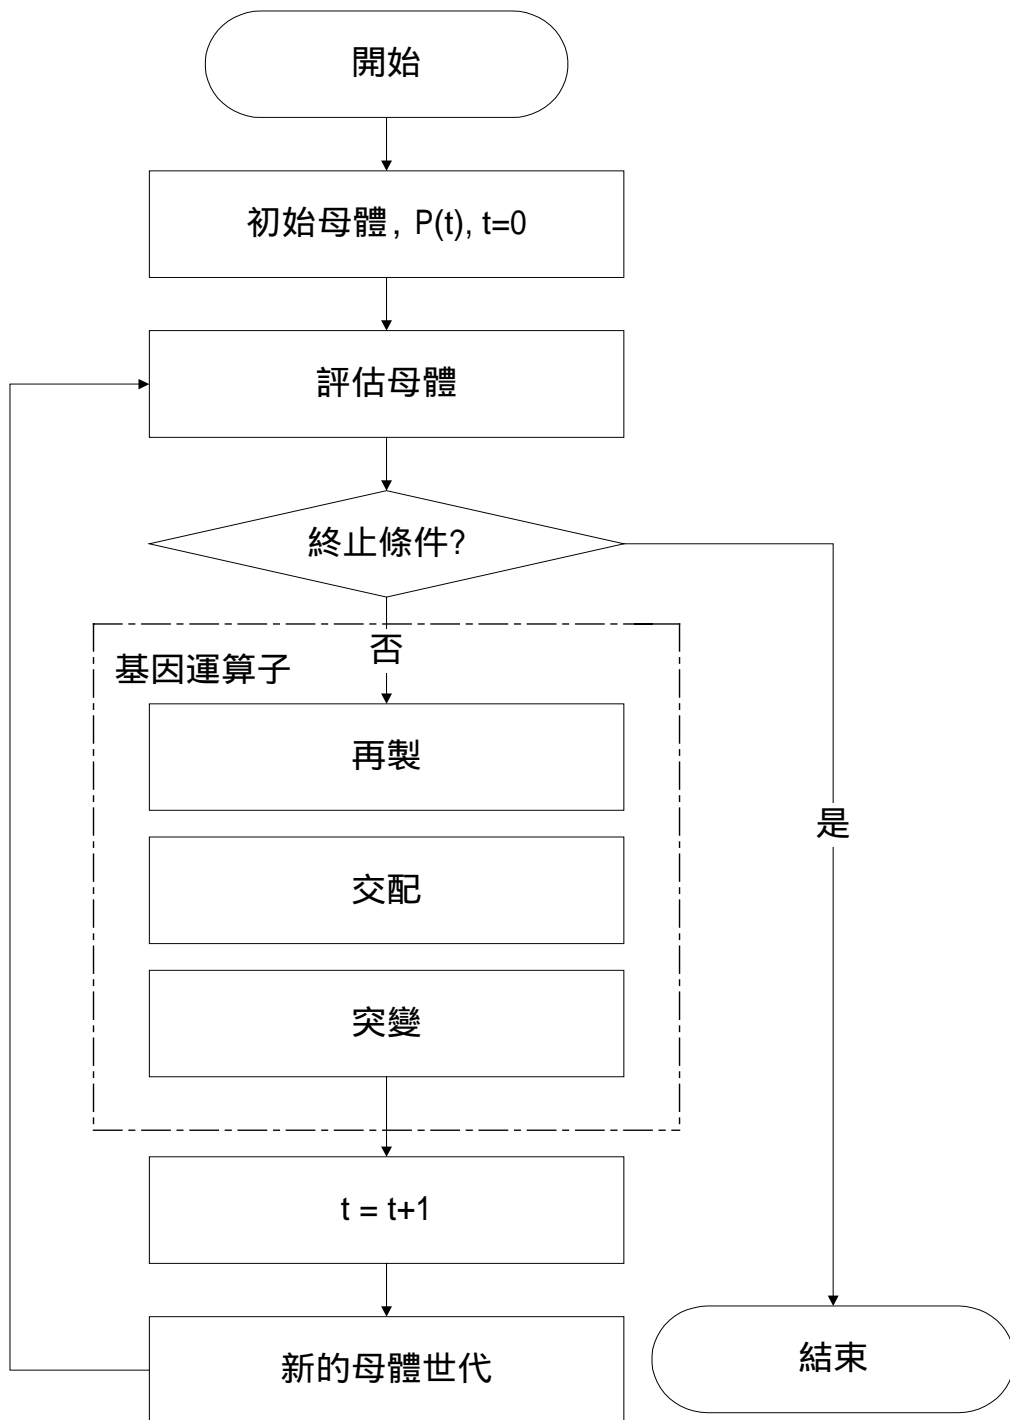 開始
初始母體, P(t), t=0
評估母體
終止條件?
否
基因運算子
再製
交配
突變
是
t = t+1
新的母體世代
結束